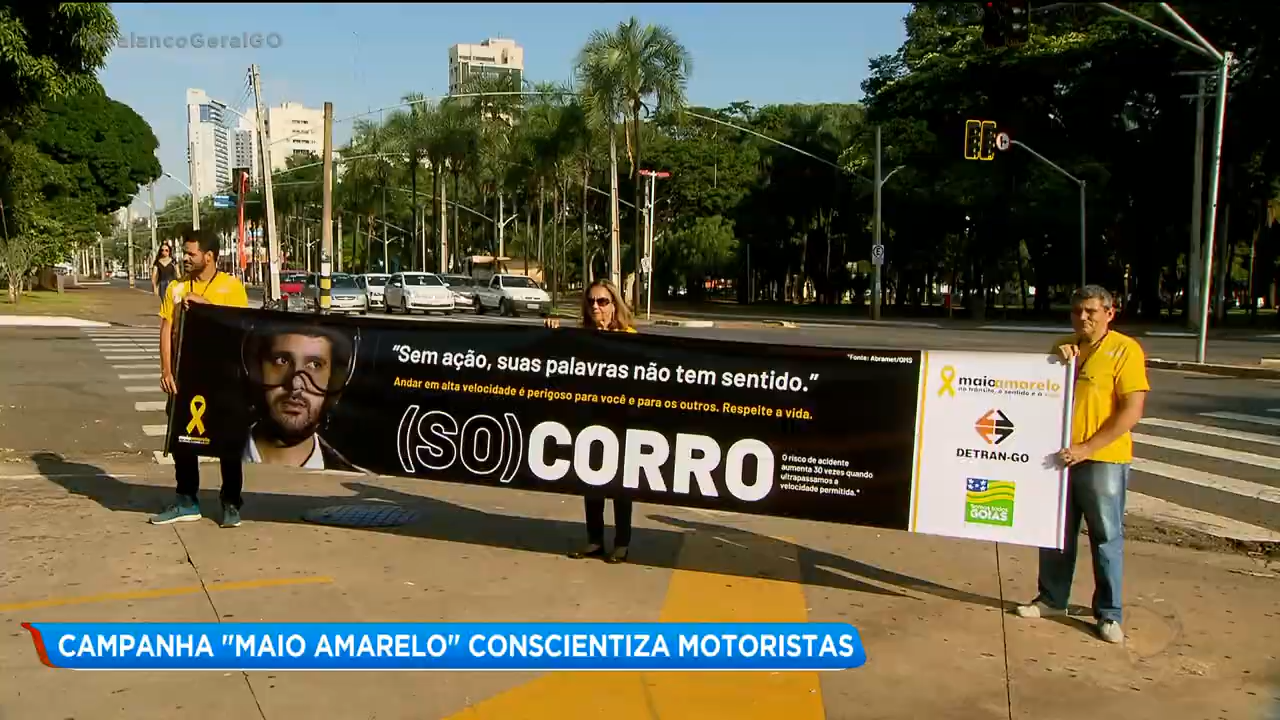 BalancoGeralGO
"Sem ação, suas palavras não tem sentido."
Andar em alta velocidade é perigoso para você e para os outros. Respeite a vida.
(SO)CORRO
O risco de acidente
aumenta 30 vezes quando
ultrapassamos a
velocidade permitida.*
*Fonte: Abramet/OMS
maioamarelo
maioamarelo
no trânsito, o sentido é a vida
DETRAN-GO
GOIÁS
E
CAMPANHA "MAIO AMARELO" CONSCIENTIZA MOTORISTAS